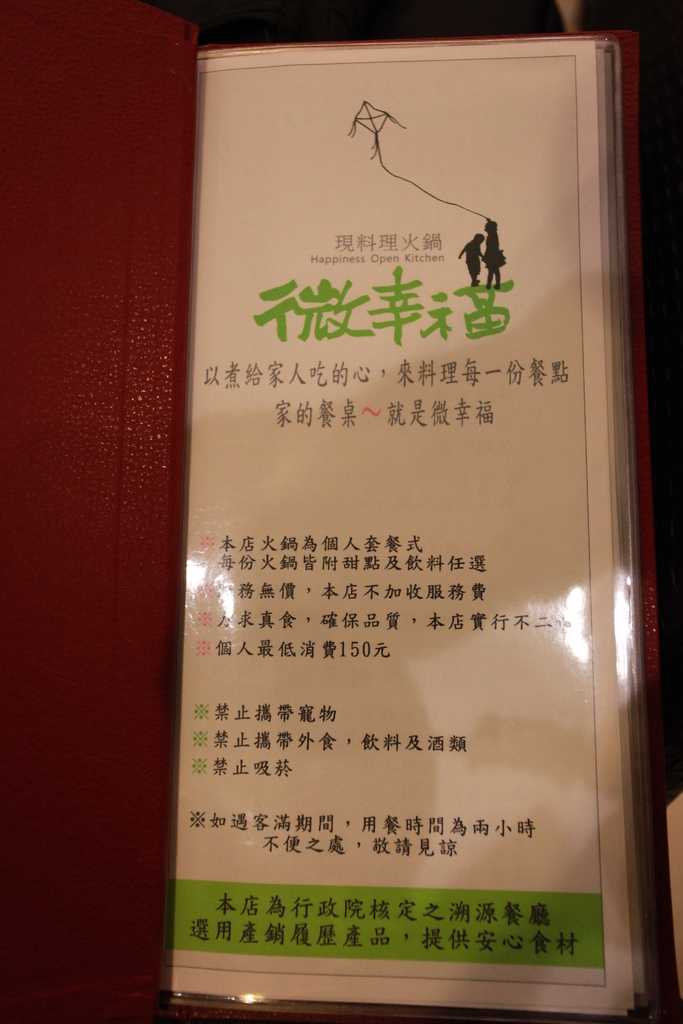 現料理火鍋
Happiness Open Kitchen
微幸福
以煮給家人吃的心，來料理每一份餐點
家的餐桌～就是微幸福
※本店火鍋為個人套餐式
每份火鍋皆附甜點及飲料任選
務無價，本店不加收服務費
求真食，確保品質，本店實行不二
※個人最低消費150元
※禁止攜帶寵物
※禁止攜帶外食，飲料及酒類
※禁止吸菸
※如遇客滿期間，用餐時間為兩小時
不便之處，敬請見諒
本店為行政院核定之溯源餐廳
選用產銷履歷產品，提供安心食材